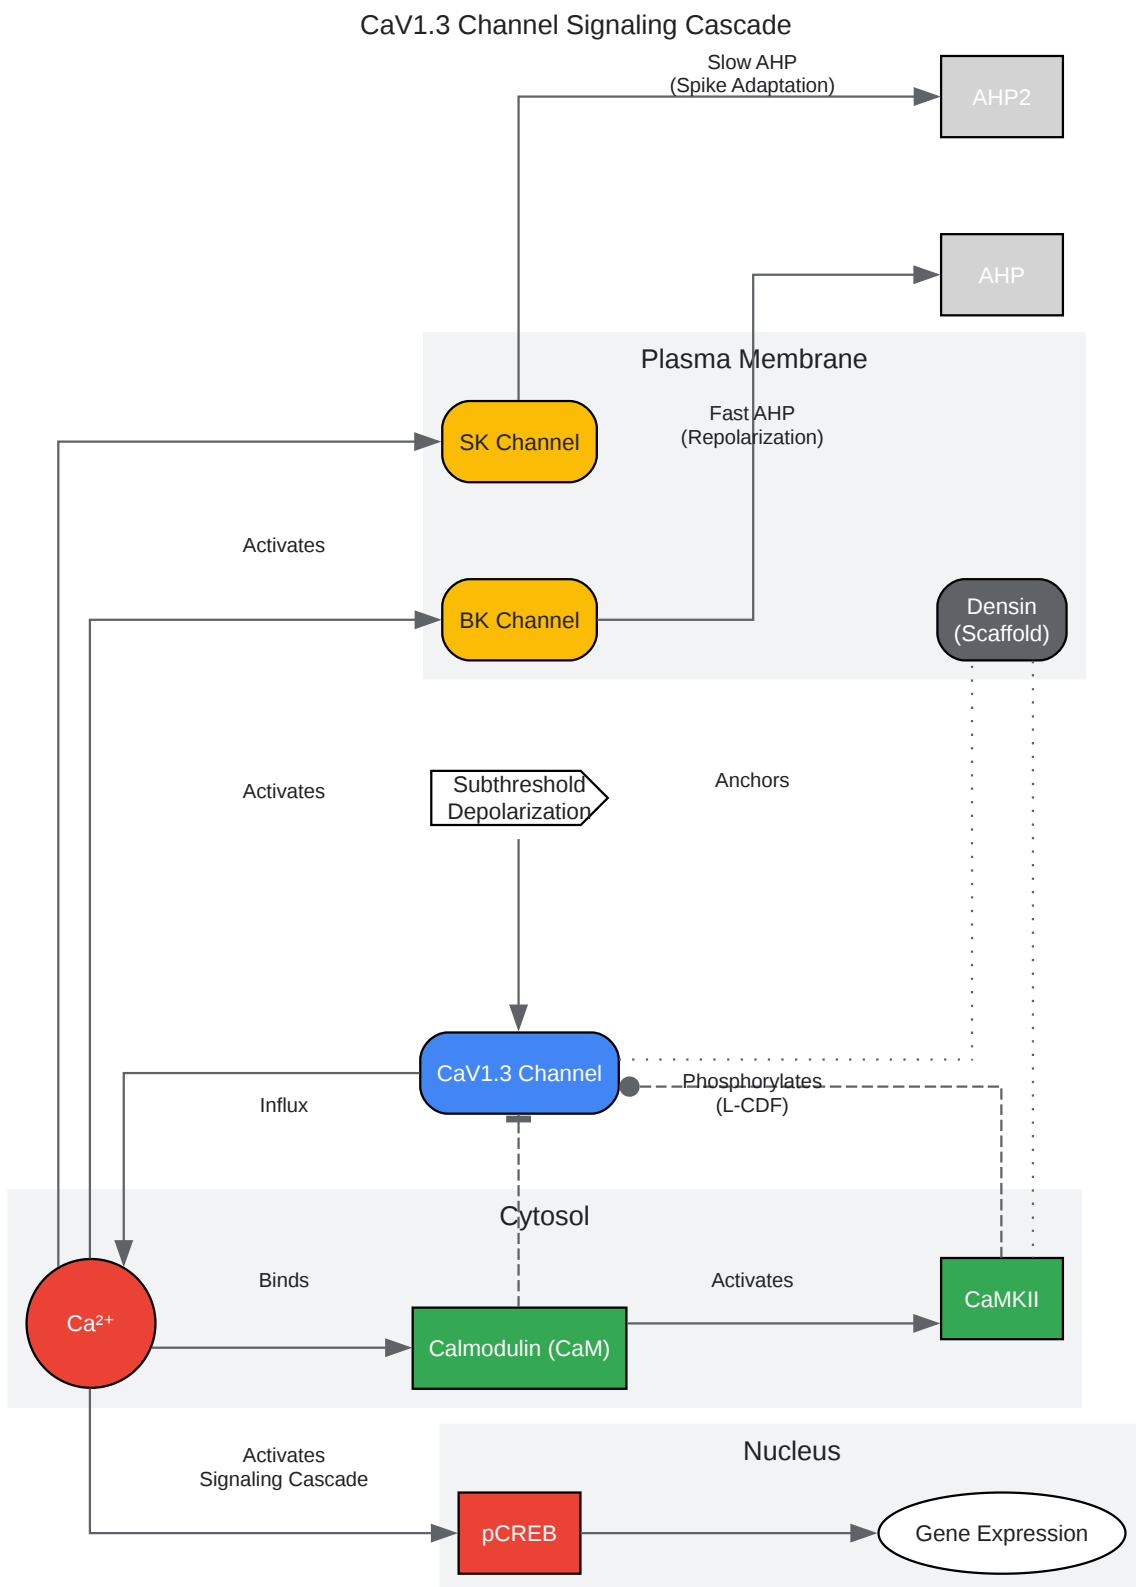 CaV1.3 Channel Signaling Cascade
Slow AHP
(Spike Adaptation)
AHP2
AHP
Plasma Membrane
Fast AHP
(Repolarization)
SK Channel
Activates
BK Channel
Densin
(Scaffold)
Activates
Subthreshold
Depolarization
Anchors
CaV1.3 Channel
Phosphorylates
(L-CDF)
Influx
Cytosol
Binds
Activates
CaMKII
Ca²⁺
Calmodulin (CaM)
Activates
Signaling Cascade
Nucleus
pCREB
Gene Expression